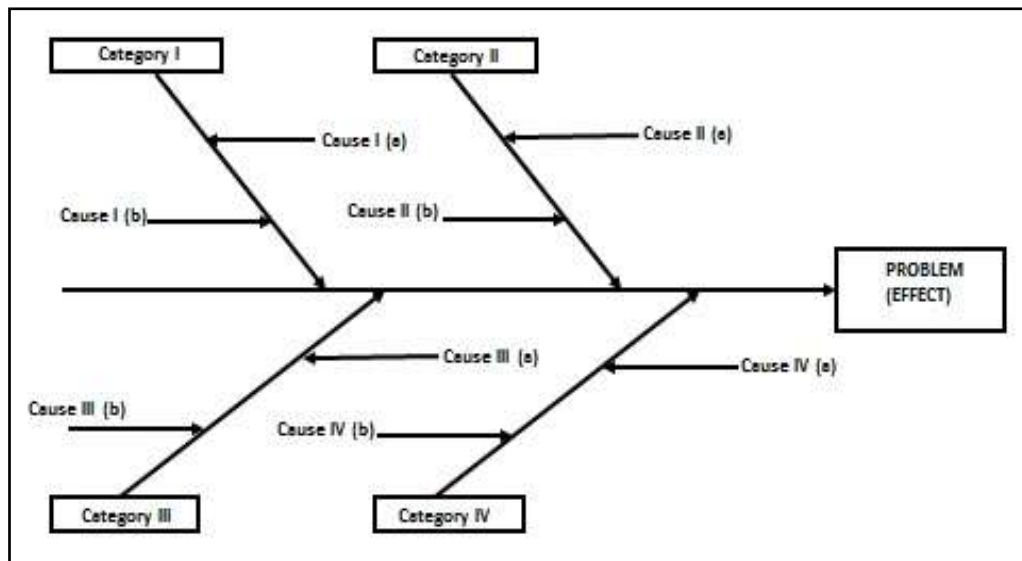 Category I
Category II
Cause I (a)
Cause II (a)
Cause I (b)
Cause II (b)
PROBLEM
(EFFECT)
Cause III (a)
Cause IV (a)
Cause III (b)
Cause IV (b)
Category III
Category IV